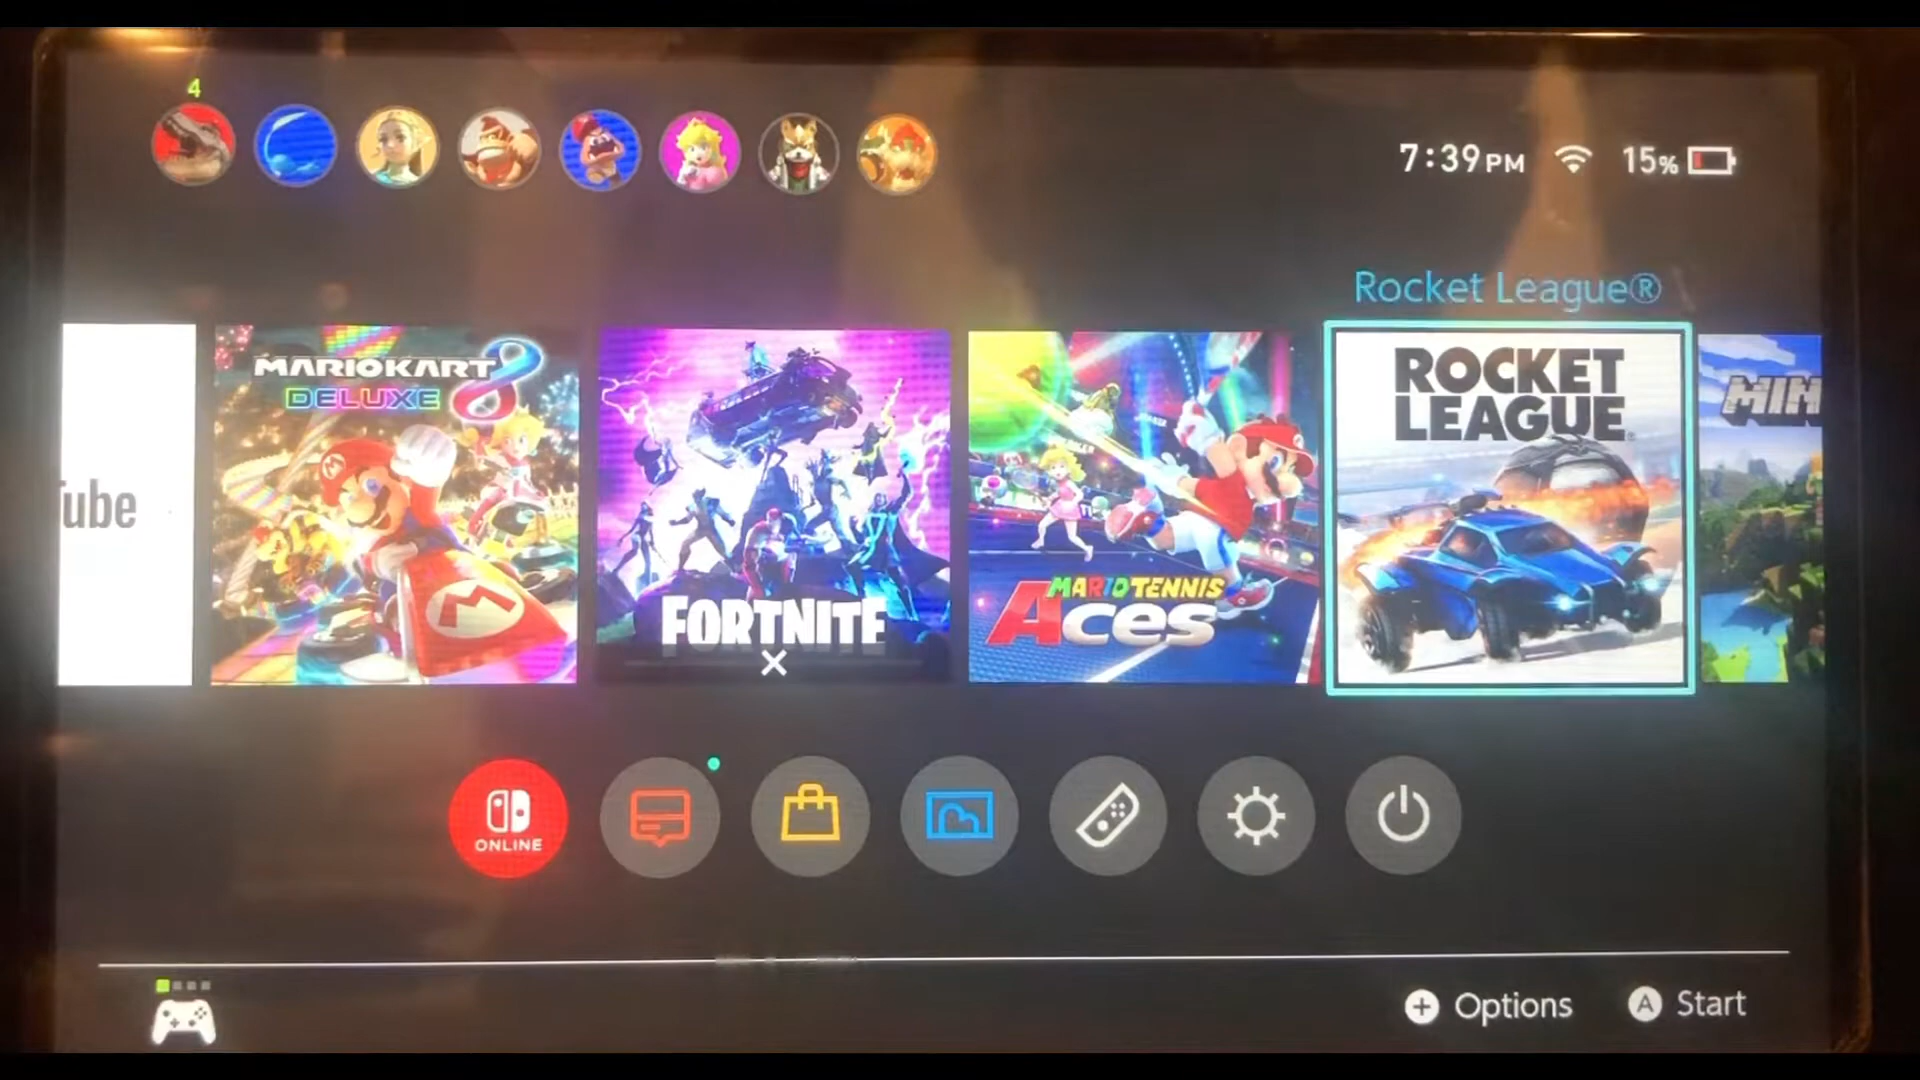 4
7:39PM
15%
Rocket League®
Tube
MARIOKART 8
DELUXE
FORTNITE
MARIO TENNIS
Aces
ROCKET
LEAGUE
MIN
ONLINE
Options
A Start